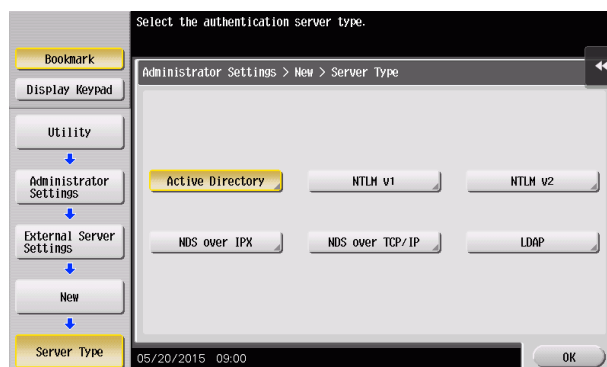 Select the authentication server type.
Bookmark
Display Keypad
Utility
Administrator
Settings
External Server
Settings
New
Server Type
Administrator Settings > New > Server Type
Active Directory
NTLM v1
NTLM v2
NDS over IPX
NDS over TCP/IP
LDAP
05/20/2015 09:00
OK